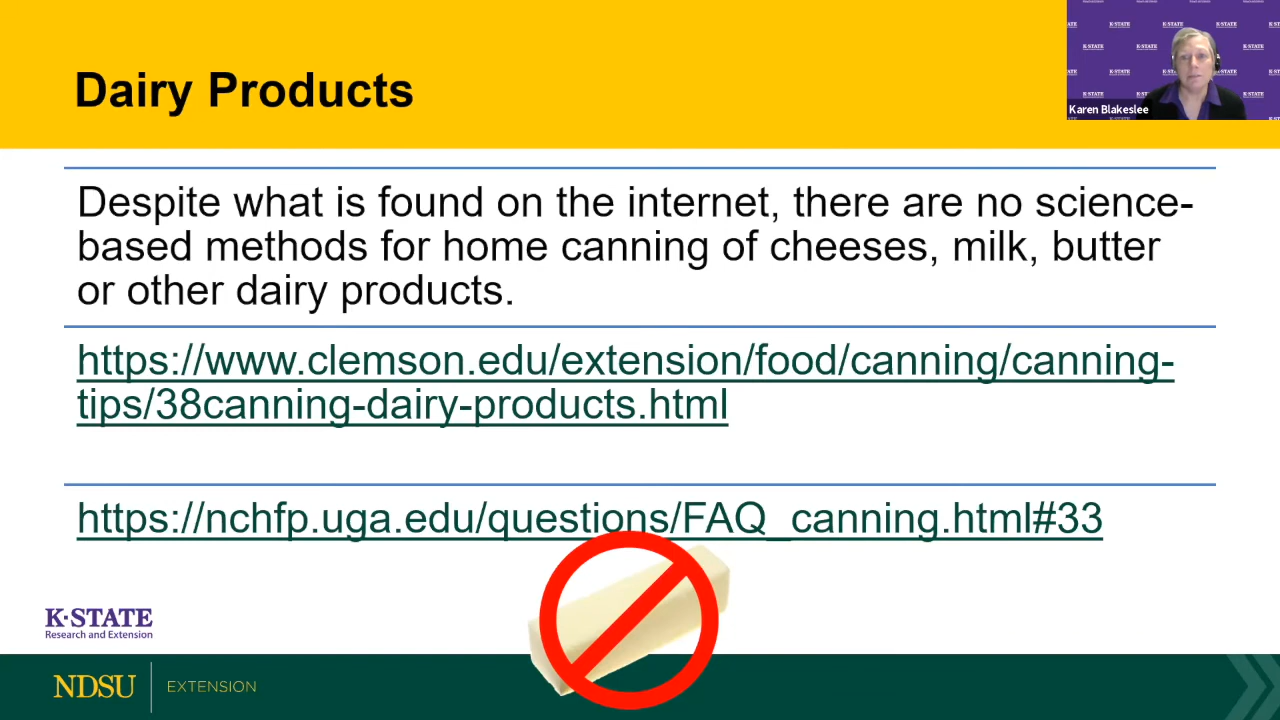 Dairy Products
Karen Blakeslee
Despite what is found on the internet, there are no science-
based methods for home canning of cheeses, milk, butter
or other dairy products.
https://www.clemson.edu/extension/food/canning/canning-
tips/38canning-dairy-products.html
https://nchfp.uga.edu/questions/FAQ_canning.html#33
K-STATE
Research and Extension
NDSU
EXTENSION